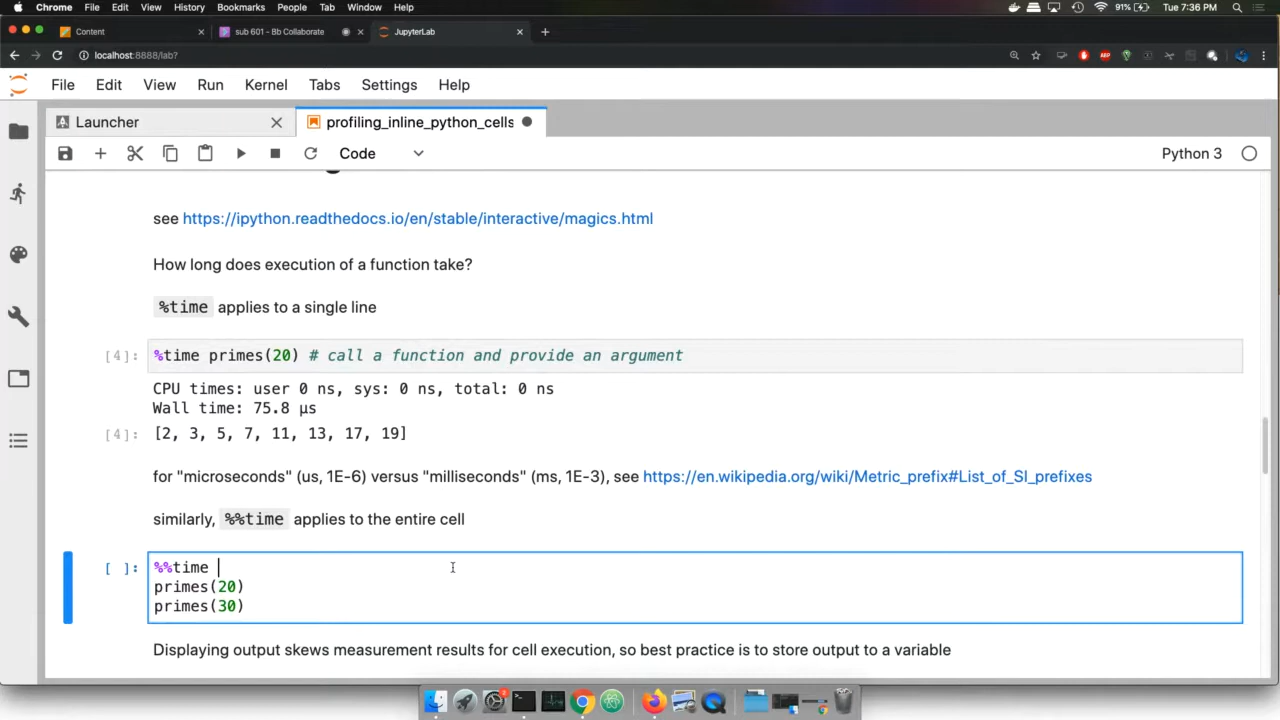 Chrome File Edit View History Bookmarks People Tab Window Help 91% Tue 7:36 PM
Content sub 601 - Bb Collaborate JupyterLab
localhost:8888/lab?
File Edit View Run Kernel Tabs Settings Help
Launcher profiling_inline_python_cells
Code Python 3
see https://ipython.readthedocs.io/en/stable/interactive/magics.html
How long does execution of a function take?
%time applies to a single line
[4]: %time primes(20) # call a function and provide an argument
CPU times: user 0 ns, sys: 0 ns, total: 0 ns
Wall time: 75.8 µs
[4]: [2, 3, 5, 7, 11, 13, 17, 19]
for "microseconds" (us, 1E-6) versus "milliseconds" (ms, 1E-3), see https://en.wikipedia.org/wiki/Metric_prefix#List_of_SI_prefixes
similarly, %%time applies to the entire cell
[ ]: %%time
primes(20)
primes(30)
Displaying output skews measurement results for cell execution, so best practice is to store output to a variable